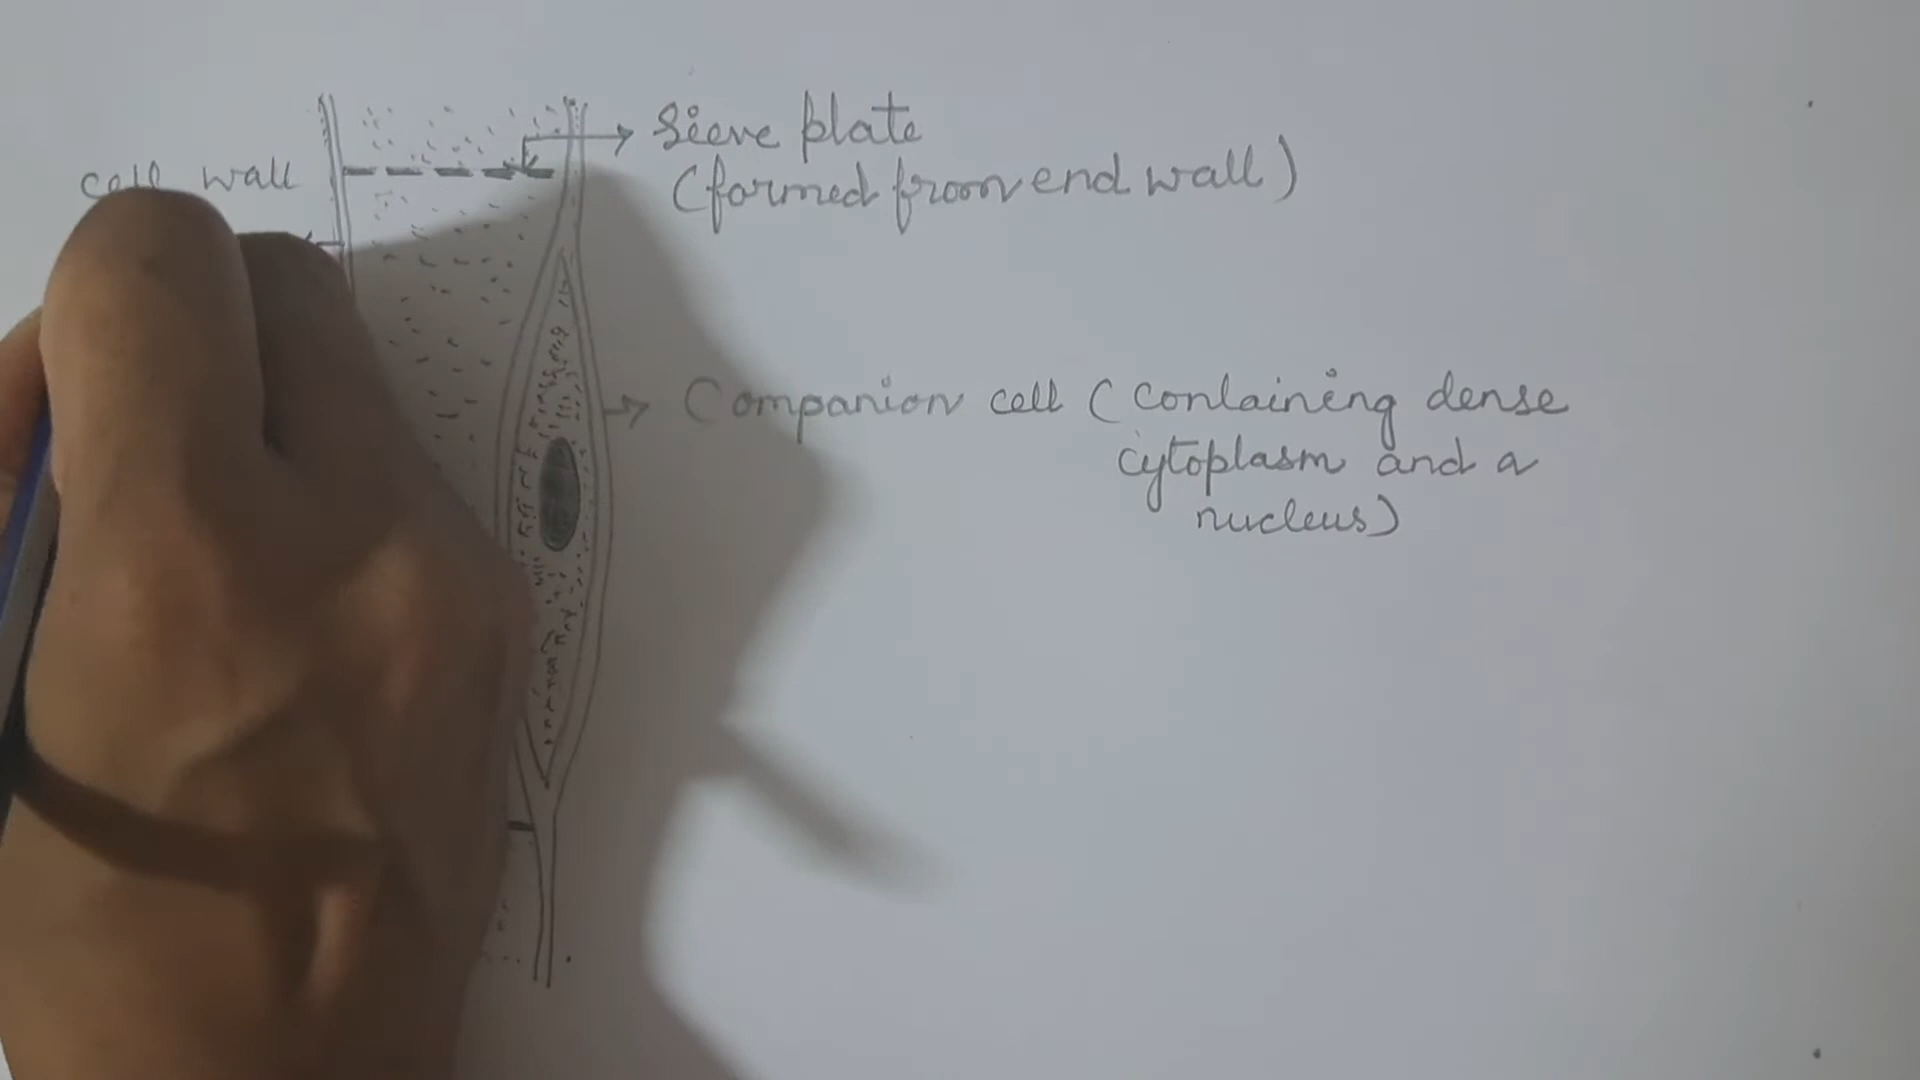 Sieve plate
cell wall
(formed from end wall)
Companion cell (containing dense
cytoplasm and a
nucleus)